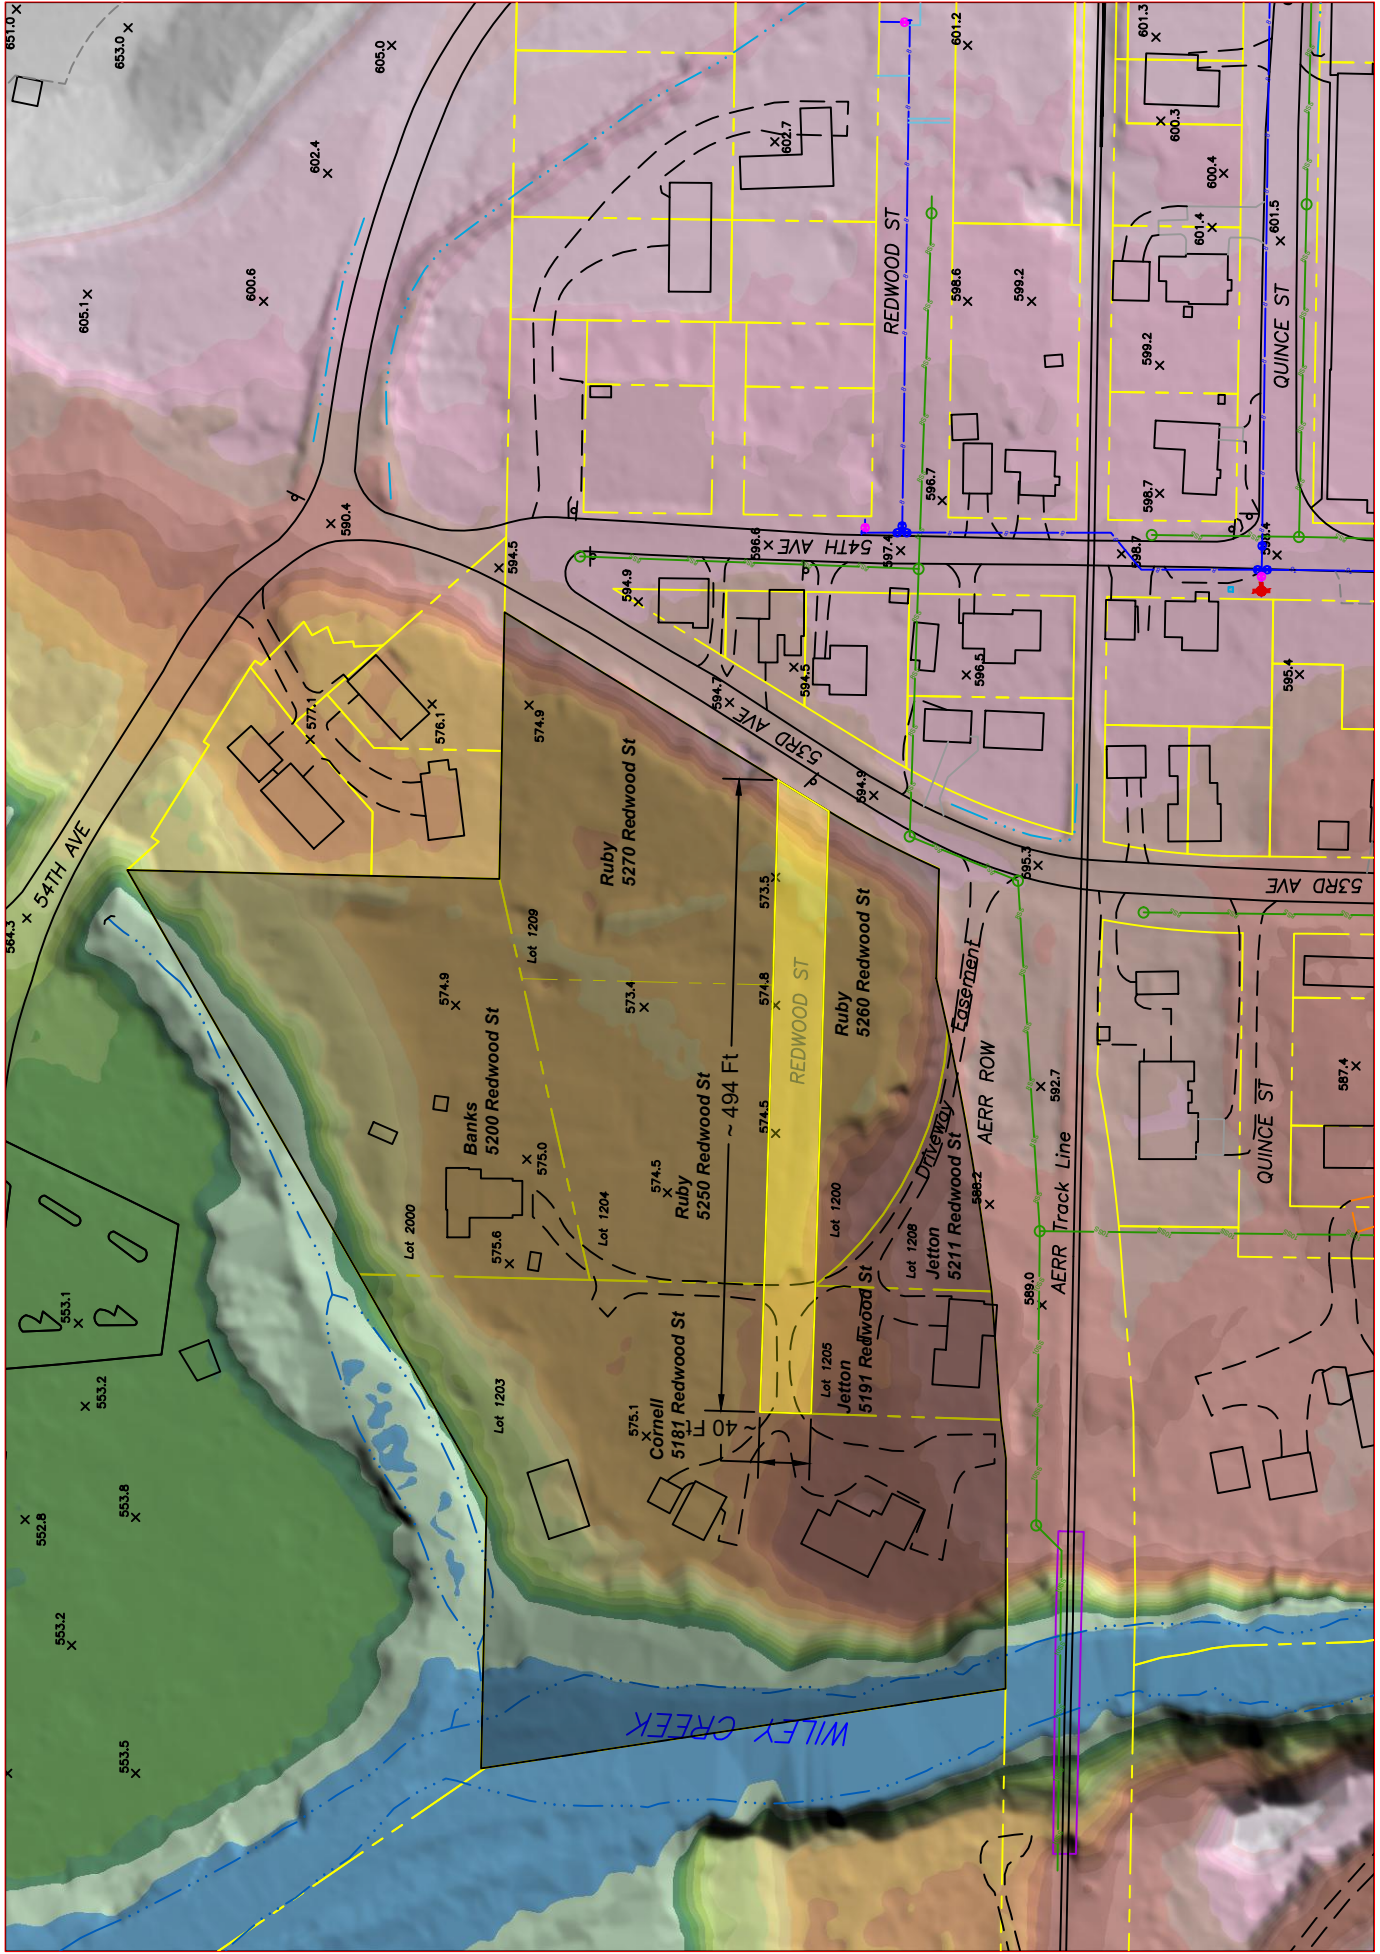 651.0
653.0
605.0
602.4
605.1
600.6
590.4
594.5
602.7
601.2
601.3
600.3
600.4
601.4
601.5
REDWOOD ST
598.6
599.2
599.2
QUINCE ST
596.7
598.7
596.6
54TH AVE
597.4
598.7
598.4
594.9
594.7
594.5
596.5
595.4
53RD AVE
594.9
595.3
53RD AVE
577.1
576.1
574.9
54TH AVE
564.3
Ruby
5270 Redwood St
Lot 1209
573.5
574.9
573.4
574.8
REDWOOD ST
Ruby
5260 Redwood St
Driveway Easement
AERR ROW
592.7
587.4
QUINCE ST
Banks
5200 Redwood St
575.0
574.5
Ruby
5250 Redwood St
~ 494 Ft
574.5
Lot 2000
575.6
Lot 1204
Lot 1200
Lot 1208
Jetton
5211 Redwood St
588.2
AERR Track Line
589.0
553.1
553.2
Lot 1203
575.1
Cornell
5181 Redwood St
~40 Ft
Lot 1205
Jetton
5191 Redwood St
552.8
553.8
553.2
553.5
WILEY CREEK